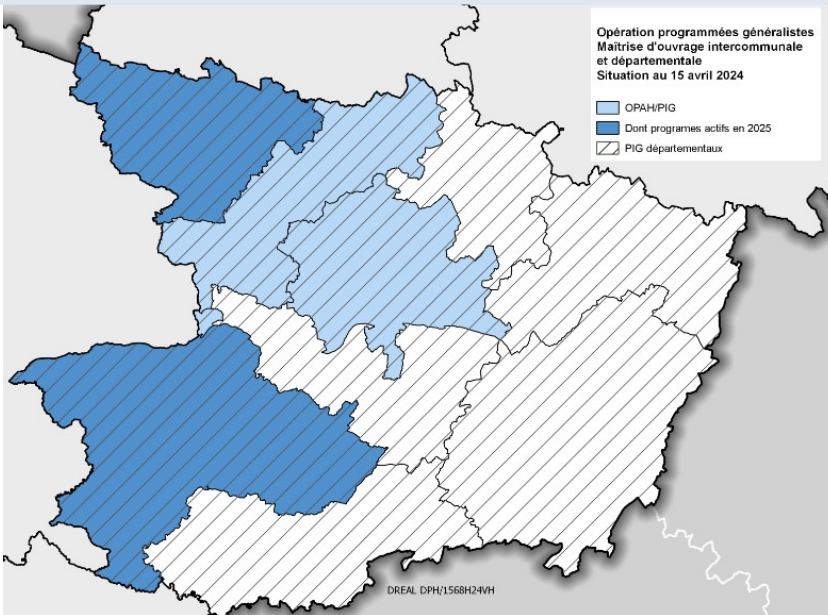 Opération programmées généralistes
Maîtrise d'ouvrage intercommunale
et départementale
Situation au 15 avril 2024
OPAH/PIG
Dont programes actifs en 2025
PIG départementaux
DREAL DPH/1568H24VH